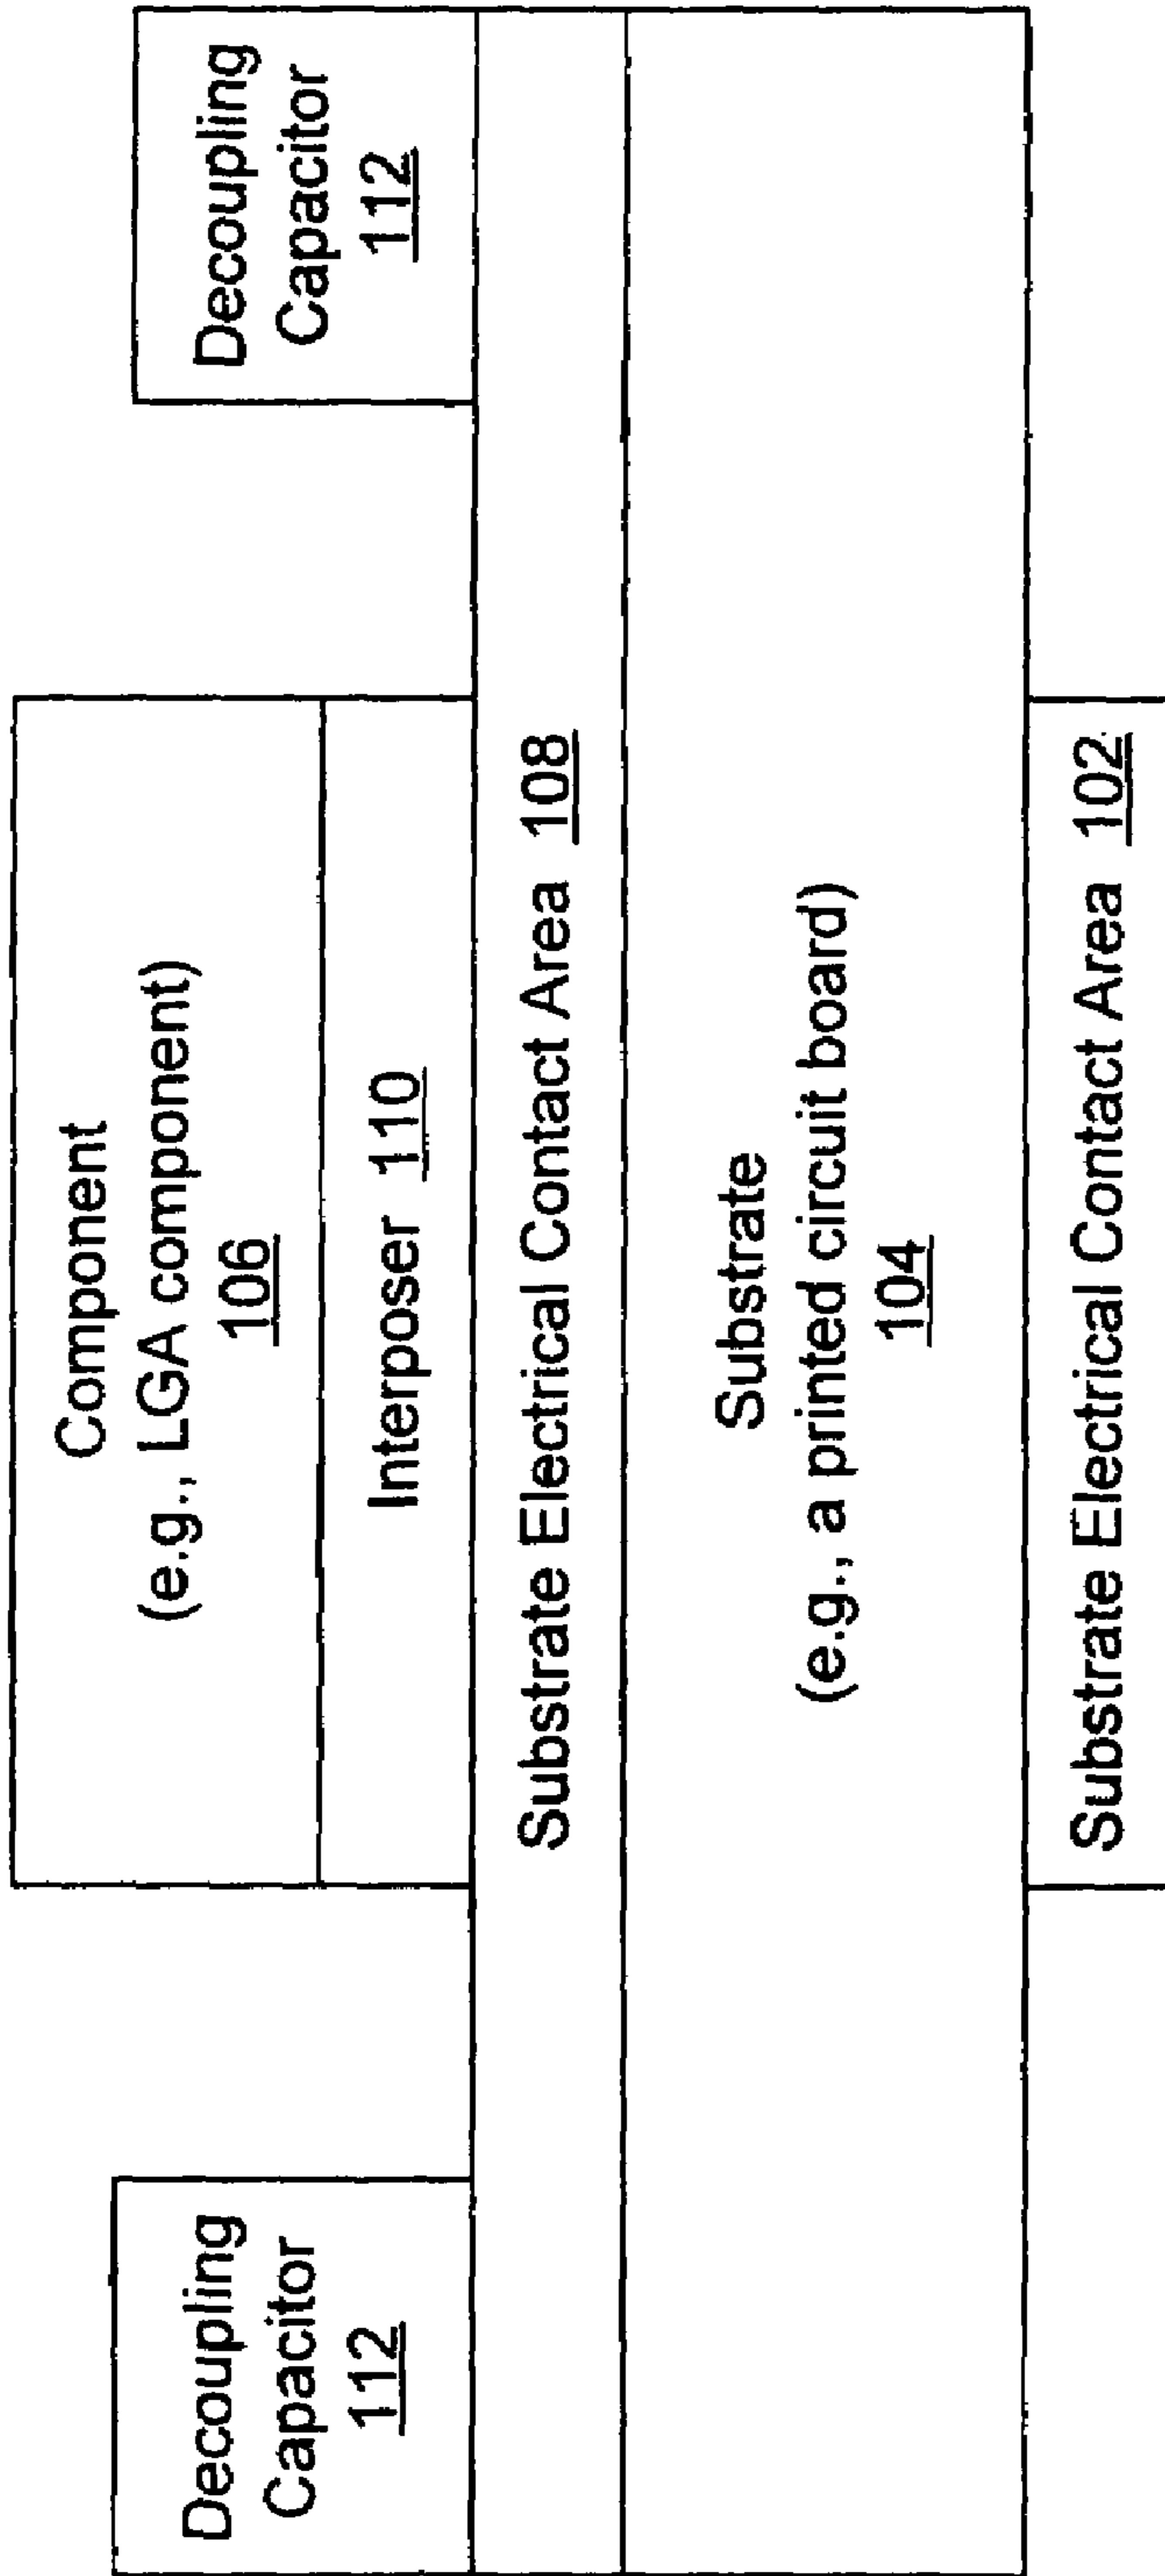 Component
(e.g., LGA component)
106
Decoupling
Capacitor
112
Decoupling
Capacitor
112
Interposer 110
Substrate Electrical Contact Area 108
Substrate
(e.g., a printed circuit board)
104
Substrate Electrical Contact Area 102